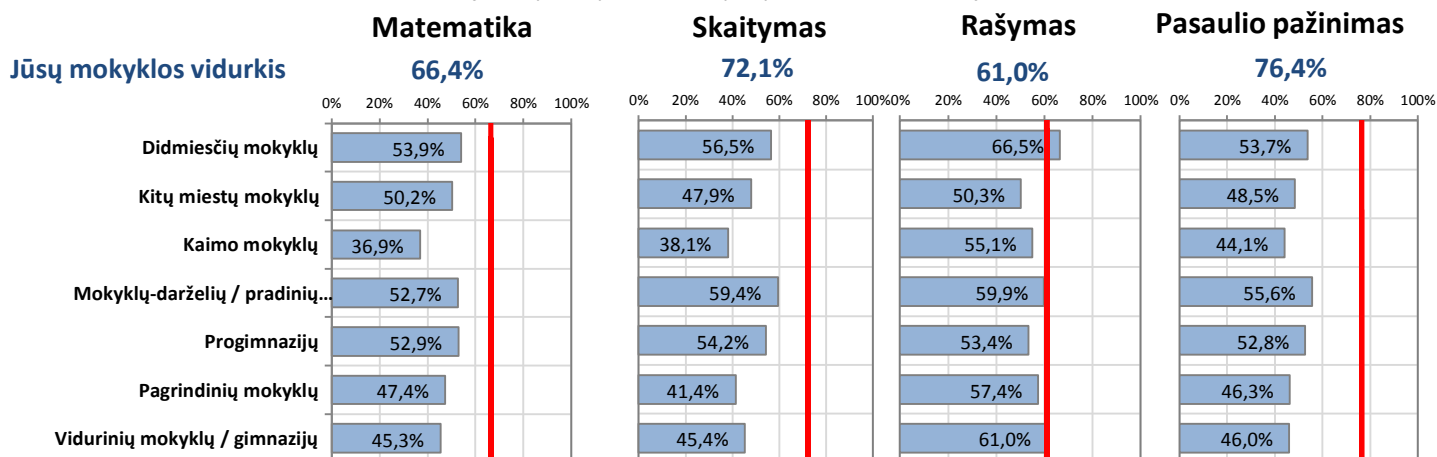 Matematika Skaitymas Rašymas Pasaulio pažinimas
Jūsų mokyklos vidurkis 66,4% 72,1% 61,0% 76,4%
0% 20% 40% 60% 80% 100% 0% 20% 40% 60% 80% 100% 0% 20% 40% 60% 80% 100% 0% 20% 40% 60% 80% 100%
Didmiesčių mokyklų 53,9% 56,5% 66,5% 53,7%
Kitų miestų mokyklų 50,2% 47,9% 50,3% 48,5%
Kaimo mokyklų 36,9% 38,1% 55,1% 44,1%
Mokyklų-darželių / pradinių... 52,7% 59,4% 59,9% 55,6%
Progimnazijų 52,9% 54,2% 53,4% 52,8%
Pagrindinių mokyklų 47,4% 41,4% 57,4% 46,3%
Vidurinių mokyklų / gimnazijų 45,3% 45,4% 61,0% 46,0%